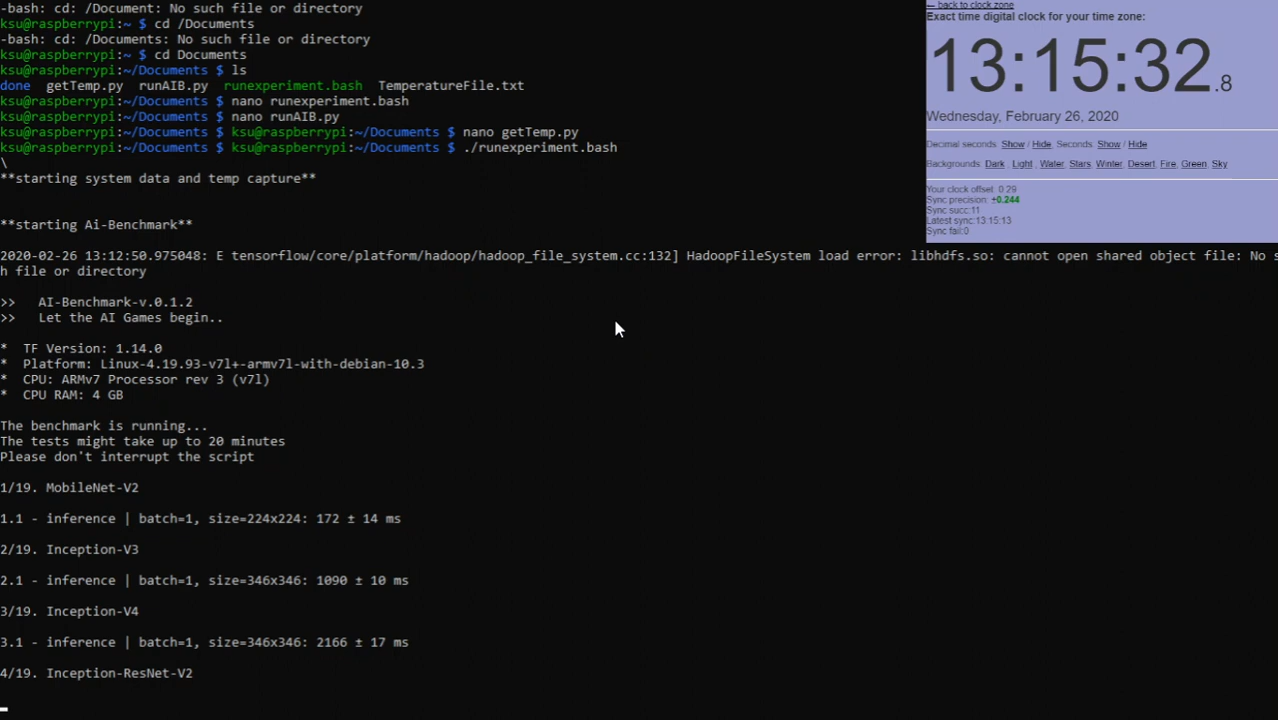 -bash: cd: /Document: No such file or directory
ksu@raspberrypi:~ $ cd /Documents
-bash: cd: /Documents: No such file or directory
ksu@raspberrypi:~ $ cd Documents
ksu@raspberrypi:~/Documents $ ls
done  getTemp.py  runAIB.py  runexperiment.bash  TemperatureFile.txt
ksu@raspberrypi:~/Documents $ nano runexperiment.bash
ksu@raspberrypi:~/Documents $ nano runAIB.py
ksu@raspberrypi:~/Documents $ ksu@raspberrypi:~/Documents $ nano getTemp.py
ksu@raspberrypi:~/Documents $ ksu@raspberrypi:~/Documents $ ./runexperiment.bash
\
**starting system data and temp capture**
**starting Ai-Benchmark**
2020-02-26 13:12:50.975048: E tensorflow/core/platform/hadoop/hadoop_file_system.cc:132] HadoopFileSystem load error: libhdfs.so: cannot open shared object file: No s
h file or directory
>>   AI-Benchmark-v.0.1.2
>>   Let the AI Games begin..
*  TF Version: 1.14.0
*  Platform: Linux-4.19.93-v7l+-armv7l-with-debian-10.3
*  CPU: ARMv7 Processor rev 3 (v7l)
*  CPU RAM: 4 GB
The benchmark is running...
The tests might take up to 20 minutes
Please don't interrupt the script
1/19. MobileNet-V2
1.1 - inference | batch=1, size=224x224: 172 ± 14 ms
2/19. Inception-V3
2.1 - inference | batch=1, size=346x346: 1090 ± 10 ms
3/19. Inception-V4
3.1 - inference | batch=1, size=346x346: 2166 ± 17 ms
4/19. Inception-ResNet-V2
← back to clock zone
Exact time digital clock for your time zone:
13:15:32.8
Wednesday, February 26, 2020
Decimal seconds: Show / Hide, Seconds: Show / Hide
Backgrounds: Dark, Light, Water, Stars, Winter, Desert, Fire, Green, Sky
Your clock offset: 0.29
Sync precision: ±0.244
Sync succ:11
Latest sync:13:15:13
Sync fail:0